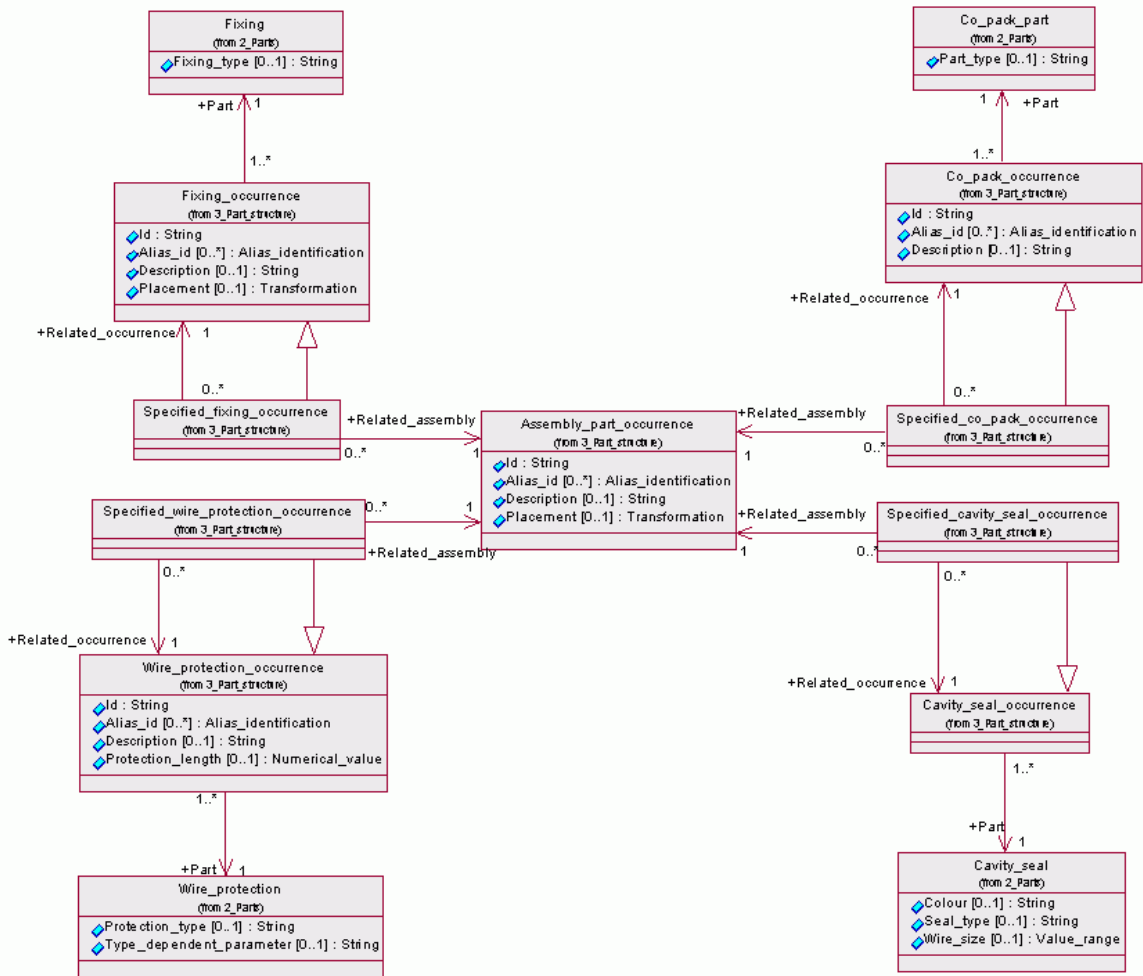 Fixing
(from 2_Parts)
Fixing_type [0..1] : String
Co_pack_part
(from 2_Parts)
Part_type [0..1] : String
+Part
1
1
+Part
1..*
1..*
Fixing_occurrence
(from 3_Part_structure)
Id : String
Alias_id [0..*] : Alias_identification
Description [0..1] : String
Placement [0..1] : Transformation
Co_pack_occurrence
(from 3_Part_structure)
Id : String
Alias_id [0..*] : Alias_identification
Description [0..1] : String
+Related_occurrence
1
+Related_occurrence
1
0..*
0..*
Specified_fixing_occurrence
(from 3_Part_structure)
+Related_assembly
0..*
1
Assembly_part_occurrence
(from 3_Part_structure)
Id : String
Alias_id [0..*] : Alias_identification
Description [0..1] : String
Placement [0..1] : Transformation
+Related_assembly
1
0..*
Specified_co_pack_occurrence
(from 3_Part_structure)
Specified_wire_protection_occurrence
(from 3_Part_structure)
0..*
1
+Related_assembly
+Related_assembly
1
0..*
Specified_cavity_seal_occurrence
(from 3_Part_structure)
0..*
0..*
+Related_occurrence
1
+Related_occurrence
1
Wire_protection_occurrence
(from 3_Part_structure)
Id : String
Alias_id [0..*] : Alias_identification
Description [0..1] : String
Protection_length [0..1] : Numerical_value
Cavity_seal_occurrence
(from 3_Part_structure)
1..*
1..*
+Part
1
+Part
1
Wire_protection
(from 2_Parts)
Protection_type [0..1] : String
Type_dependent_parameter [0..1] : String
Cavity_seal
(from 2_Parts)
Colour [0..1] : String
Seal_type [0..1] : String
Wire_size [0..1] : Value_range